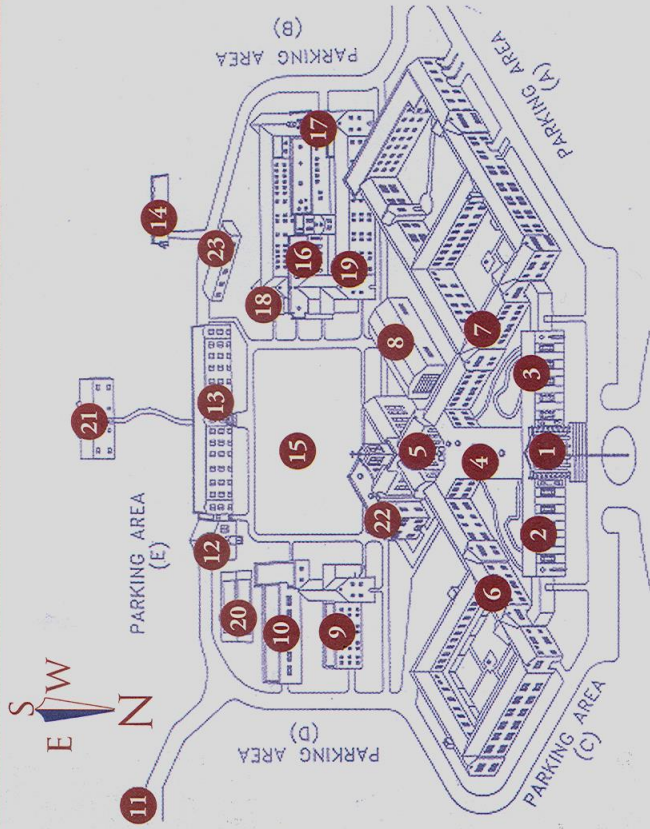 PARKING AREA
(A)
PARKING AREA
(B)
17
14
23
16
19
18
7
8
3
13
21
15
5
4
1
22
2
12
PARKING AREA
(E)
20
10
9
6
S
W
E
N
PARKING AREA
(D)
PARKING AREA
(C)
11